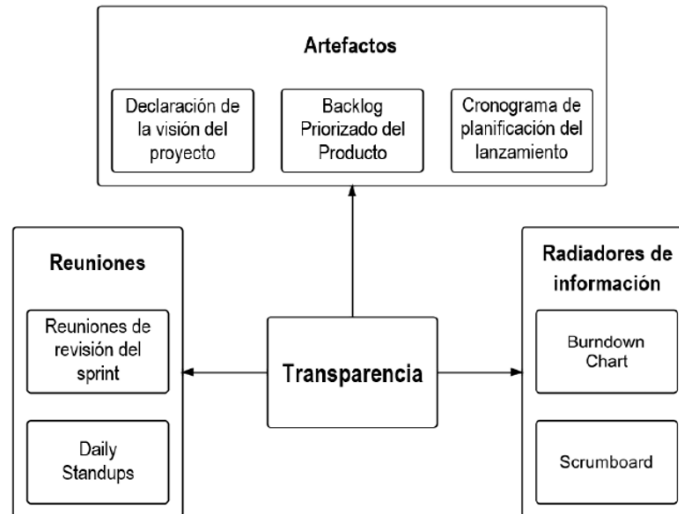 Artefactos
Declaración de
la visión del
proyecto
Backlog
Priorizado del
Producto
Cronograma de
planificación del
lanzamiento
Reuniones
Reuniones de
revisión del
sprint
Daily
Standups
Transparencia
Radiadores de
información
Burndown
Chart
Scrumboard